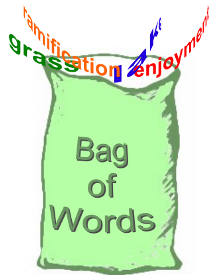 ramification
grass
enjoyment
Bag
of
Words